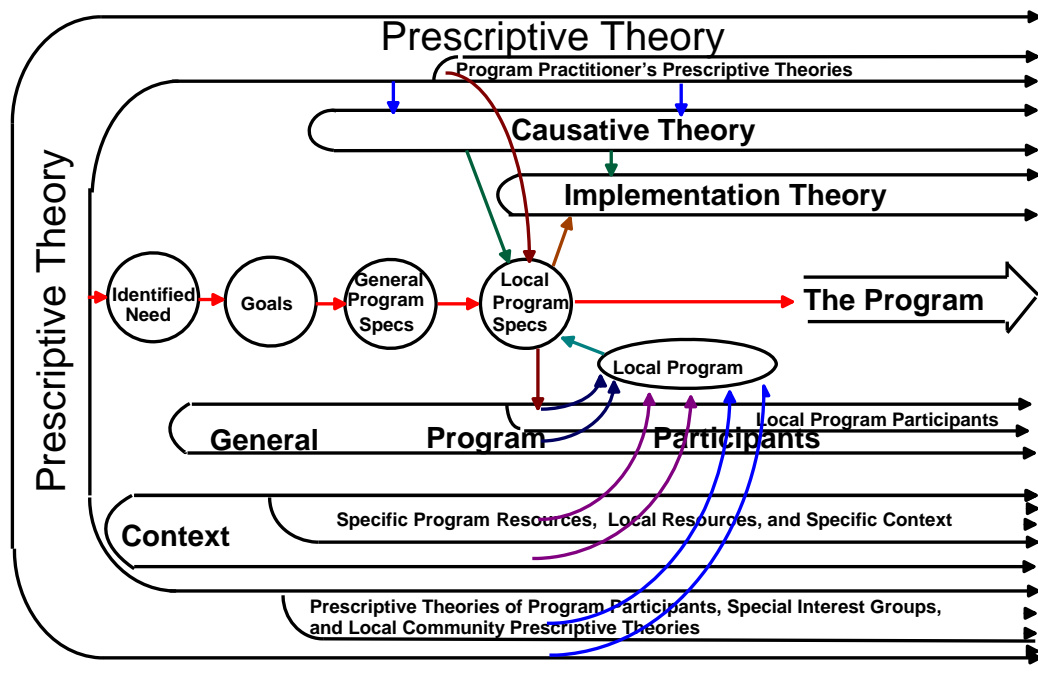 Prescriptive Theory
Program Practitioner's Prescriptive Theories
Causative Theory
Implementation Theory
Prescriptive Theory
Identified
Need
Goals
General
Program
Specs
Local
Program
Specs
The Program
Local Program
Local Program Participants
General Program Participants
Specific Program Resources, Local Resources, and Specific Context
Context
Prescriptive Theories of Program Participants, Special Interest Groups,
and Local Community Prescriptive Theories